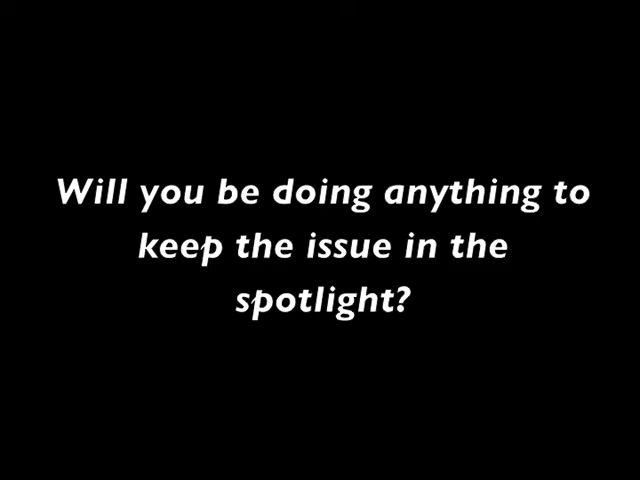 Will you be doing anything to
keep the issue in the
spotlight?